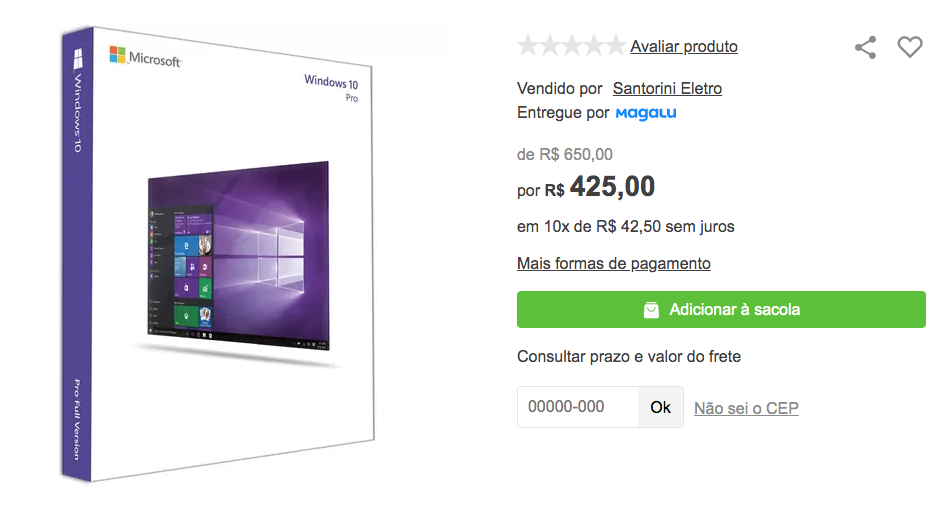 Microsoft
Windows 10
Pro
Windows 10
Pro Full Version
Avaliar produto
Vendido por Santorini Eletro
Entregue por magalu
de R$ 650,00
por R$ 425,00
em 10x de R$ 42,50 sem juros
Mais formas de pagamento
Adicionar à sacola
Consultar prazo e valor do frete
00000-000 Ok Não sei o CEP